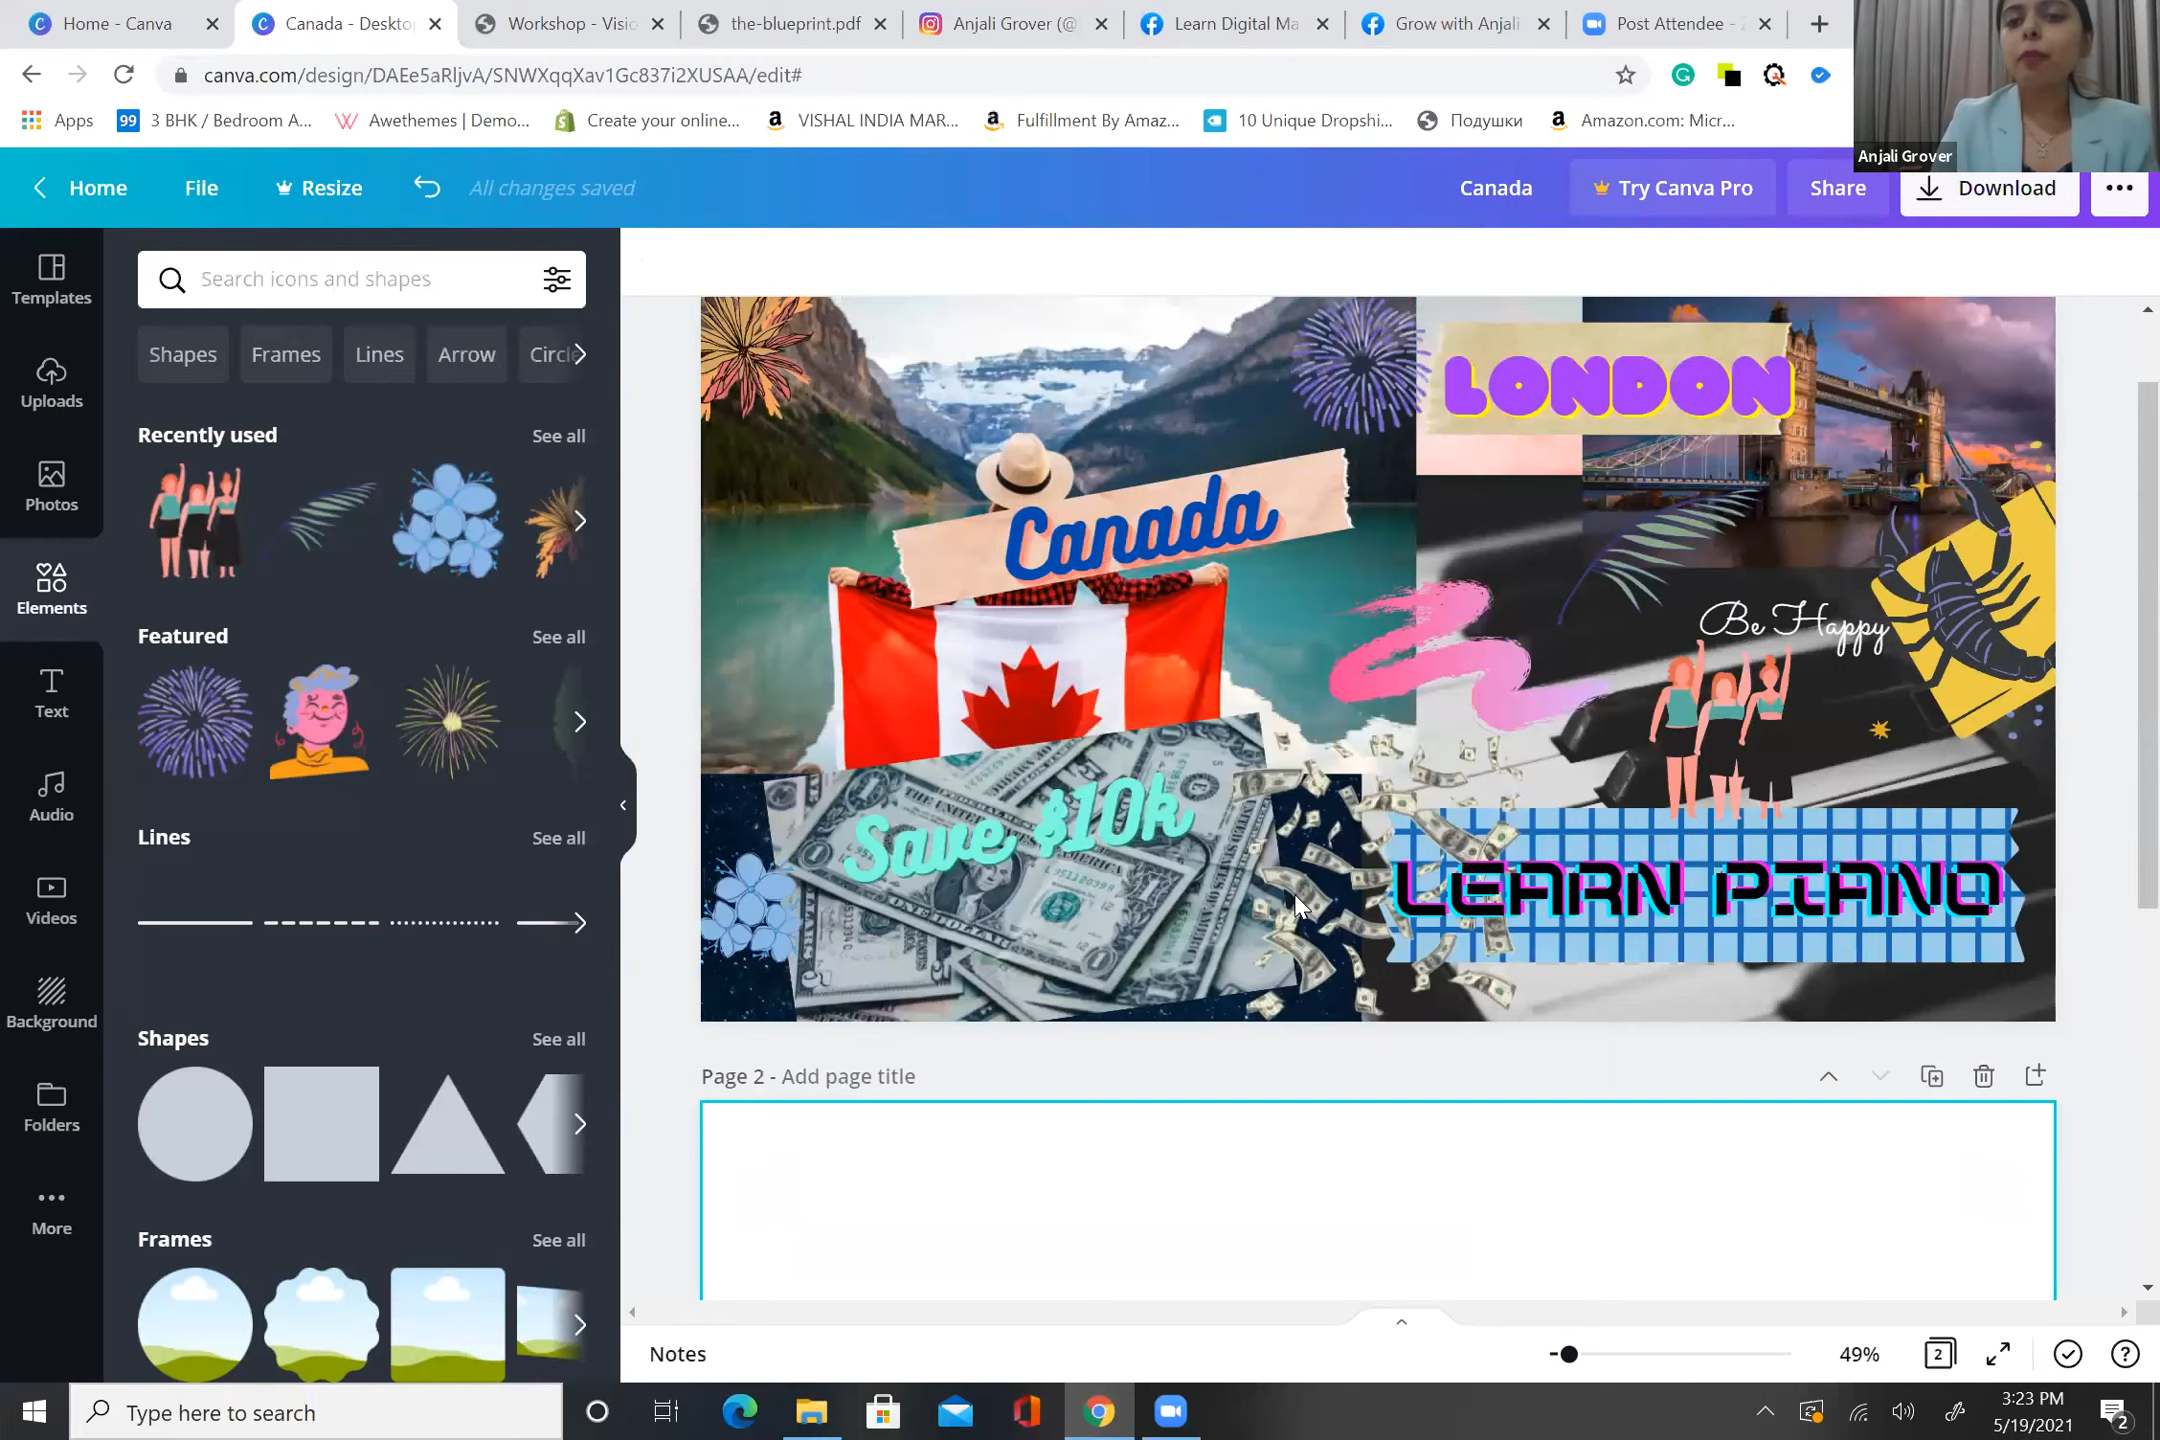 Home - Canva
Canada - Deskto
Workshop - Visio
the-blueprint.pdf
Anjali Grover (@
Learn Digital Ma
Grow with Anjali
Post Attendee -
canva.com/design/DAEe5aRljvA/SNWXqqXav1Gc837i2XUSAA/edit#
Apps
99
3 BHK / Bedroom A...
Awethemes | Demo...
Create your online...
VISHAL INDIA MAR...
Fulfillment By Amaz...
10 Unique Dropshi...
Подушки
Amazon.com: Micr...
Anjali Grover
Home
File
Resize
All changes saved
Canada
Try Canva Pro
Share
Download
Templates
Uploads
Photos
Elements
Text
Audio
Videos
Background
Folders
More
Search icons and shapes
Shapes
Frames
Lines
Arrow
Circle
Recently used
See all
Featured
See all
Lines
See all
Shapes
See all
Frames
See all
LONDON
Canada
Be Happy
Save $10k
LEARN PIANO
Page 2 - Add page title
Notes
49%
2
Type here to search
3:23 PM
5/19/2021
2